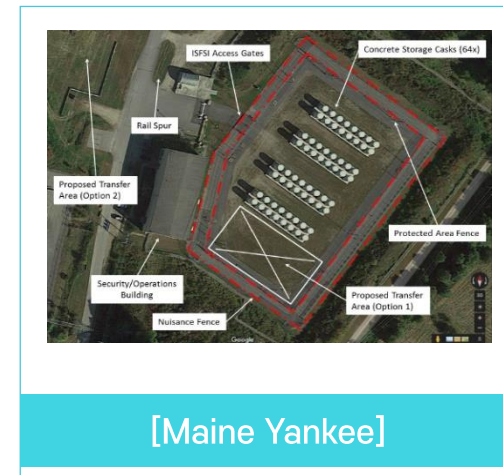 ISFSI Access Gates
Concrete Storage Casks (64x)
Rail Spur
Proposed Transfer
Area (Option 2)
Protected Area Fence
Security/Operations
Building
Proposed Transfer
Area (Option 1)
Nuisance Fence
Google
[Maine Yankee]